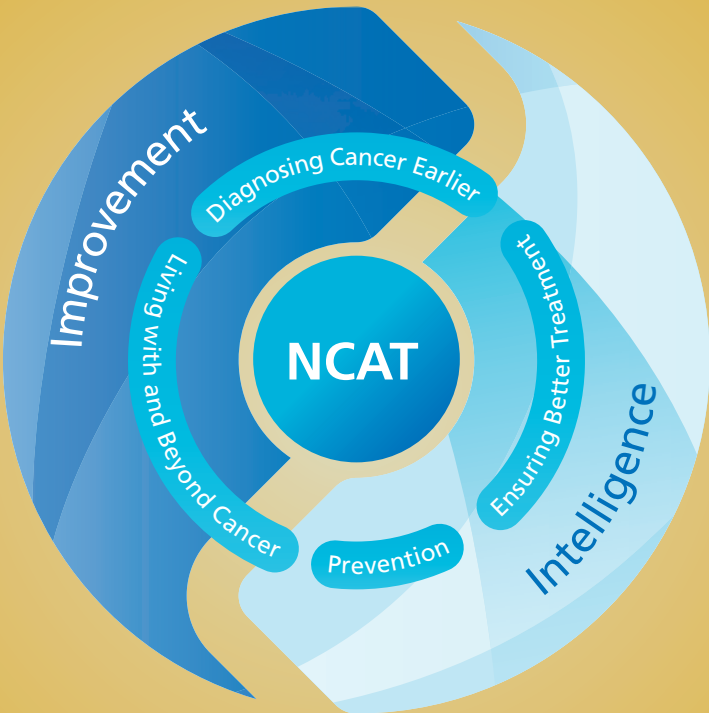 Improvement
Diagnosing Cancer Earlier
Living with and Beyond Cancer
NCAT
Ensuring Better Treatment
Prevention
Intelligence